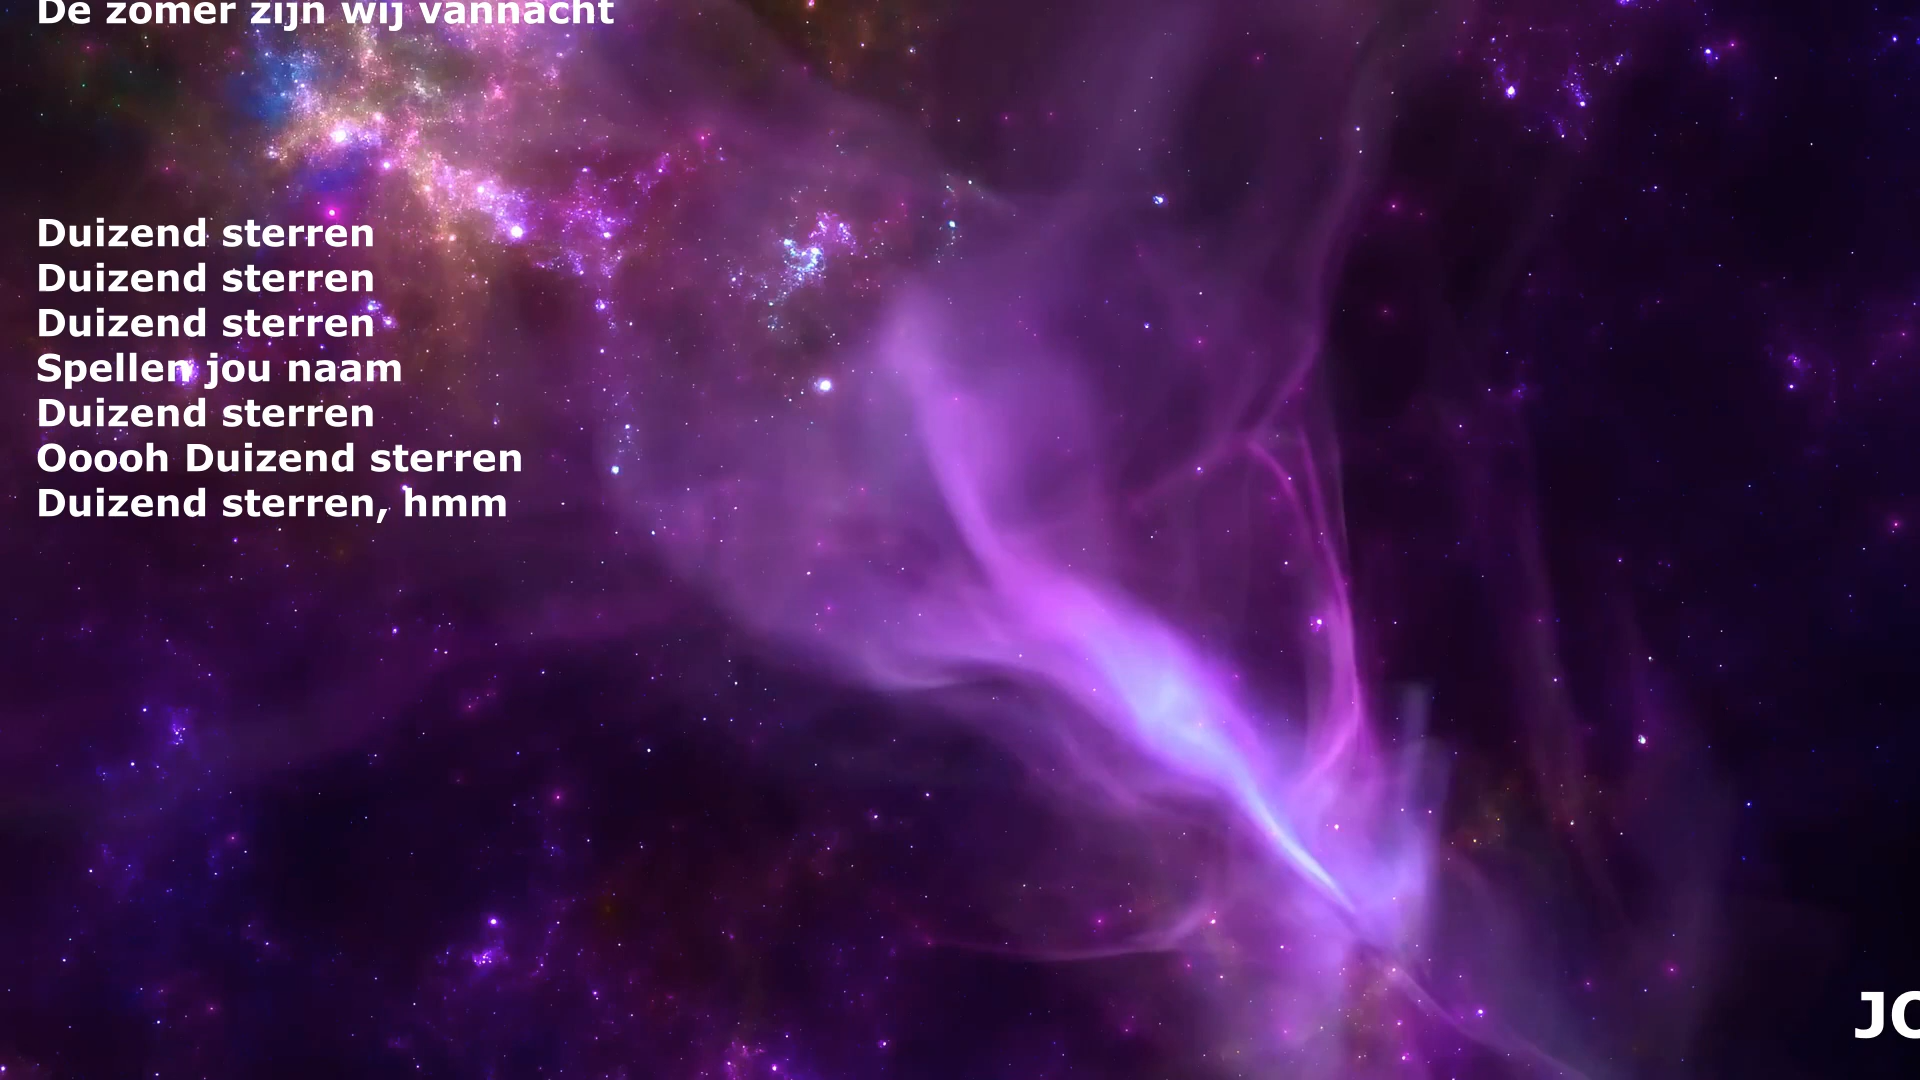 De zomer zijn wij vannacht
Duizend sterren
Duizend sterren
Duizend sterren
Spellen jou naam
Duizend sterren
Ooooh Duizend sterren
Duizend sterren, hmm